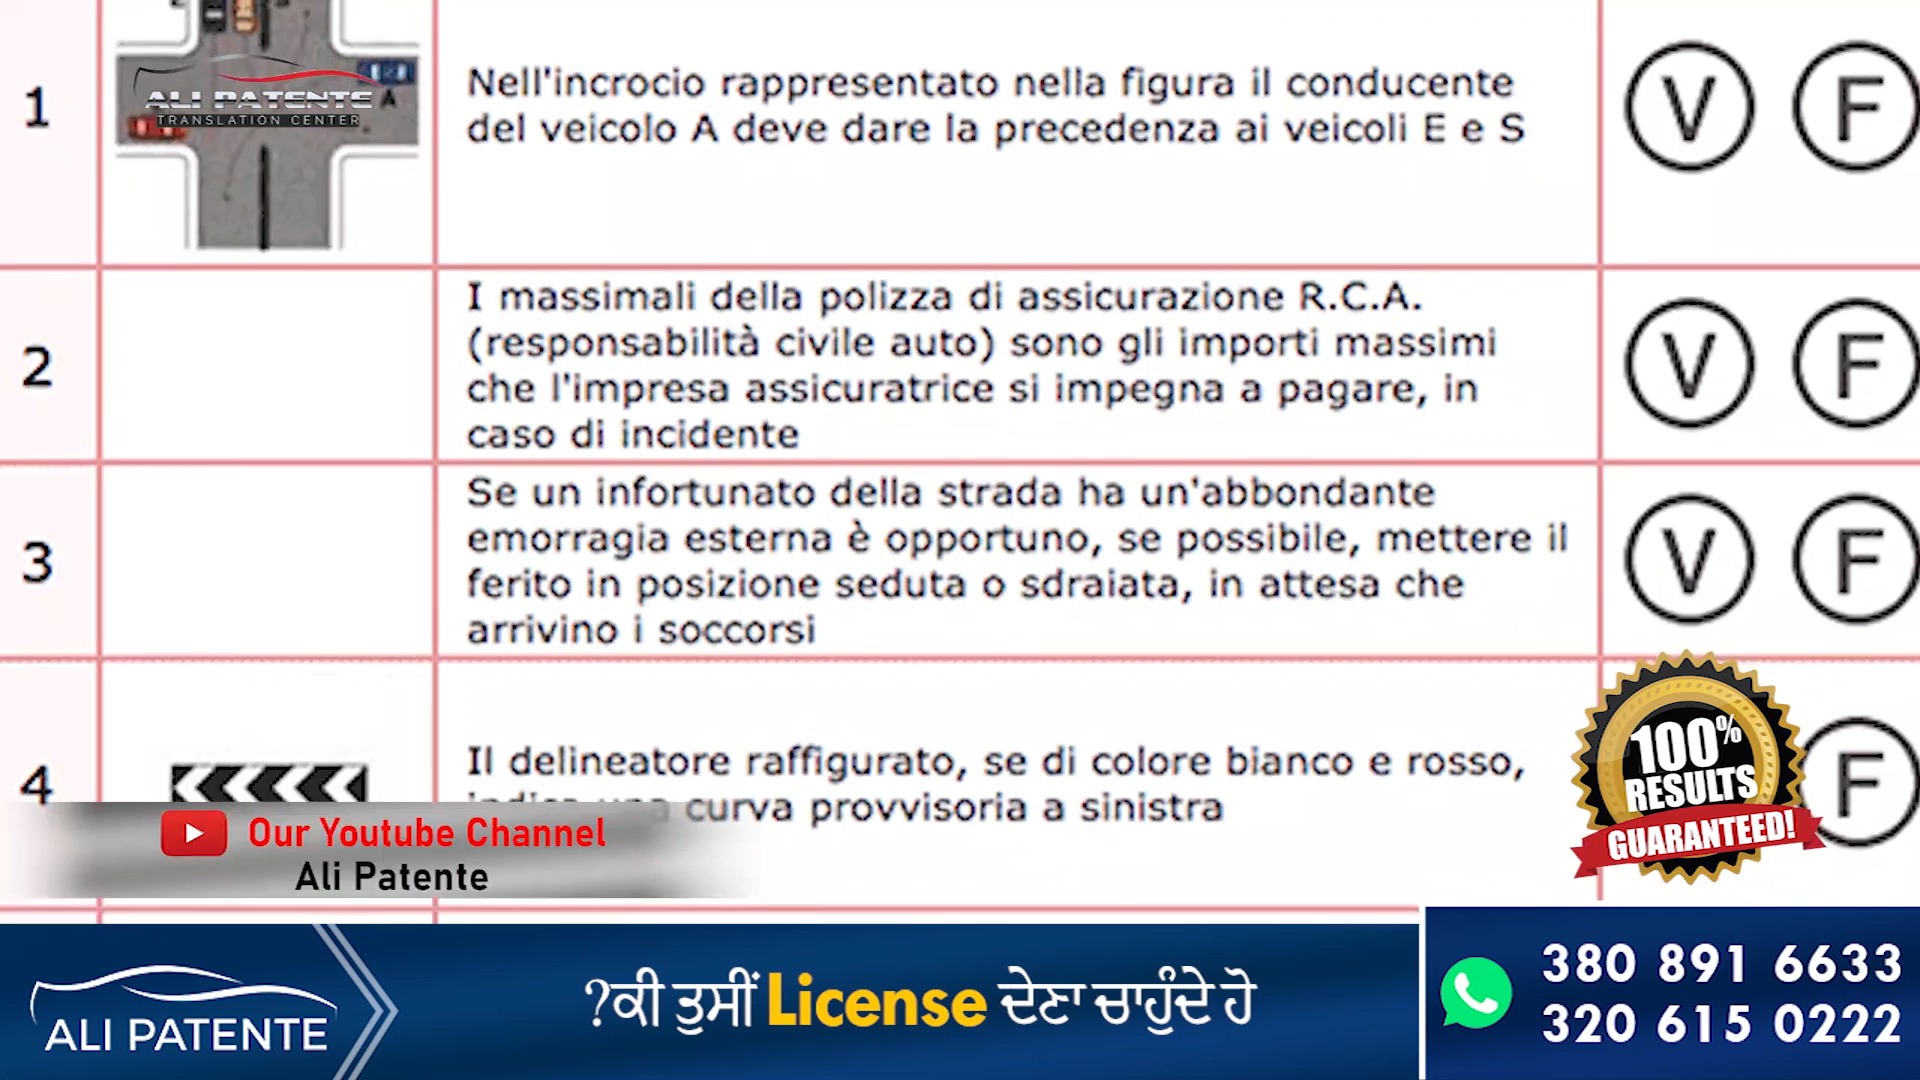 1
ALI PATENTE
TRANSLATION CENTER
A
Nell'incrocio rappresentato nella figura il conducente
del veicolo A deve dare la precedenza ai veicoli E e S
V F
2
I massimali della polizza di assicurazione R.C.A.
(responsabilità civile auto) sono gli importi massimi
che l'impresa assicuratrice si impegna a pagare, in
caso di incidente
V F
3
Se un infortunato della strada ha un'abbondante
emorragia esterna è opportuno, se possibile, mettere il
ferito in posizione seduta o sdraiata, in attesa che
arrivino i soccorsi
V F
4
Il delineatore raffigurato, se di colore bianco e rosso,
curva provvisoria a sinistra
F
100%
RESULTS
GUARANTEED!
Our Youtube Channel
Ali Patente
ALI PATENTE
?ਕੀ ਤੁਸੀਂ License ਦੇਣਾ ਚਾਹੁੰਦੇ ਹੋ
380 891 6633
320 615 0222